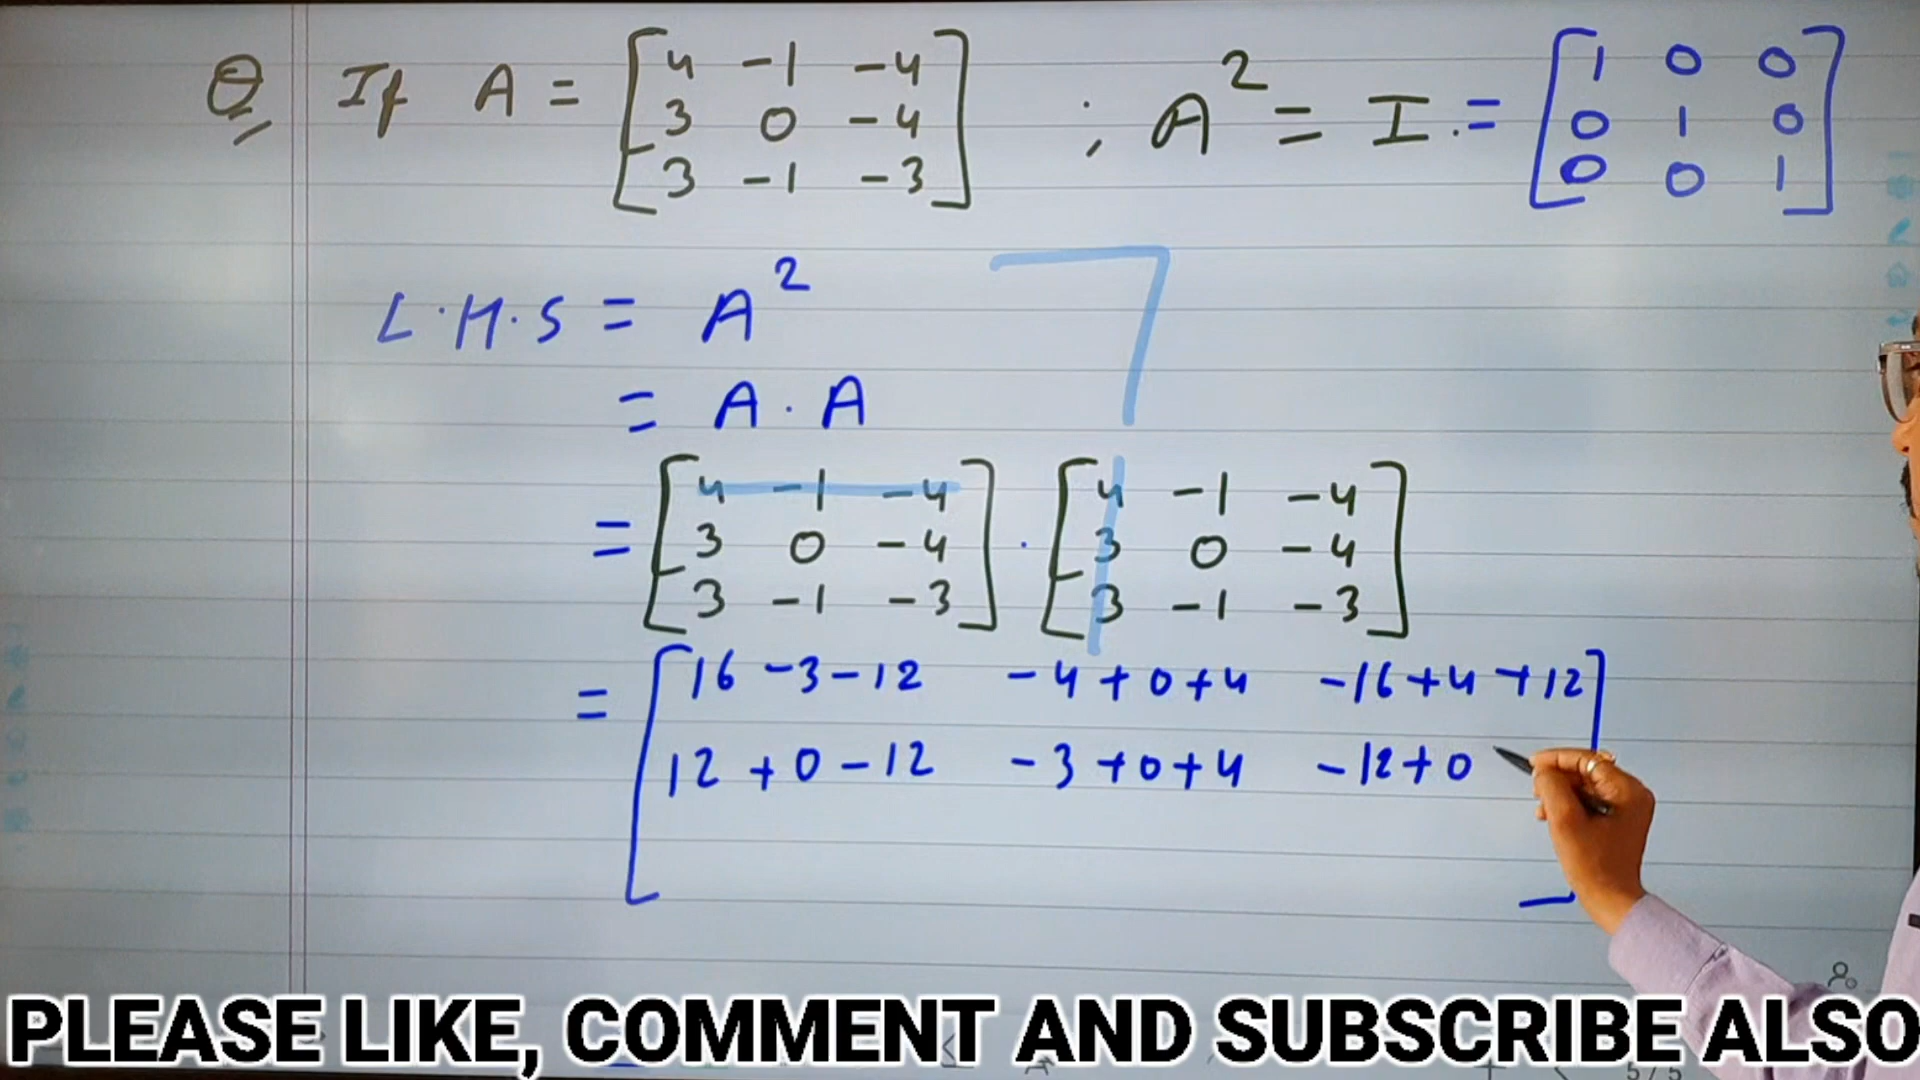 Q If A = [4 -1 -4 ; A² = I. = [1 0 0
3 0 -4 0 1 0
3 -1 -3] 0 0 1]
L.H.S = A²
= A . A
= [4 -1 -4 . [4 -1 -4
3 0 -4 3 0 -4
3 -1 -3] 3 -1 -3]
= [16 -3 -12 -4 + 0 + 4 -16 + 4 + 12
12 + 0 - 12 -3 + 0 + 4 -12 + 0 ]
PLEASE LIKE, COMMENT AND SUBSCRIBE ALSO